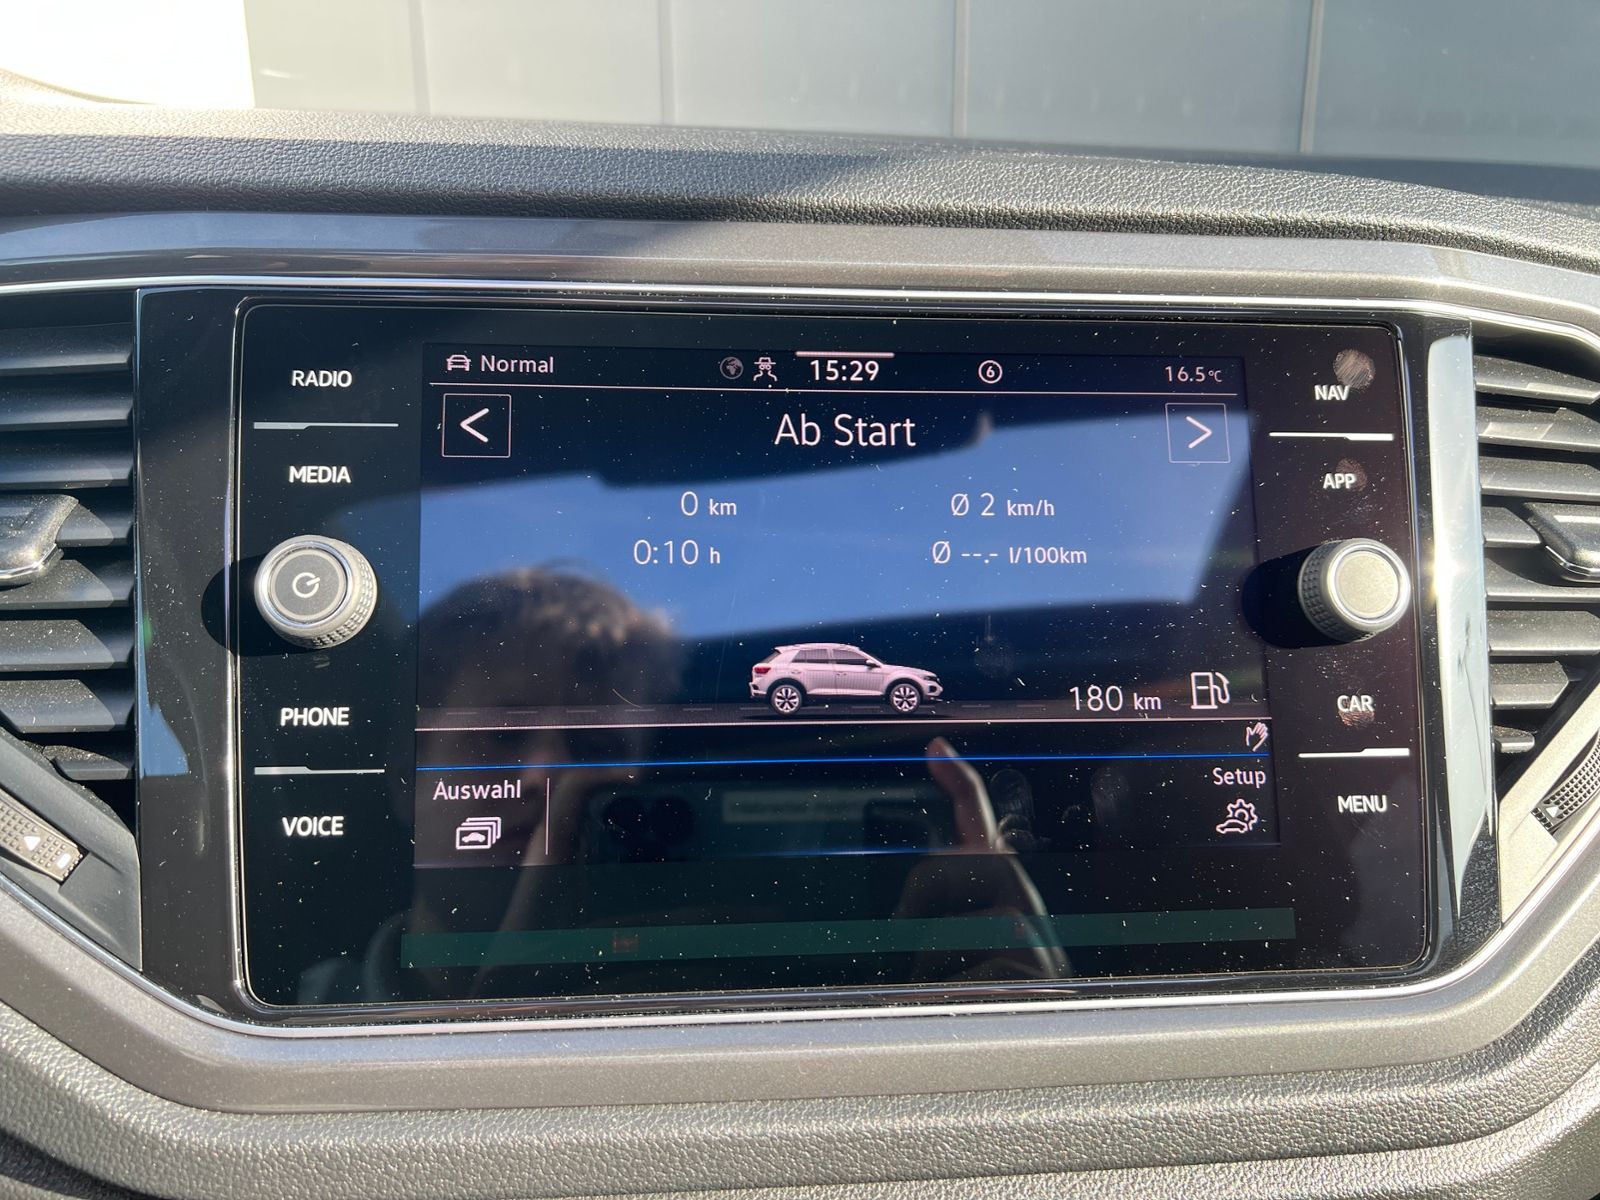 RADIO
MEDIA
PHONE
VOICE
Normal
15:29
6
16.5°C
<
Ab Start
>
0 km
Ø 2 km/h
0:10 h
Ø --.- l/100km
180 km
Auswahl
Setup
NAV
APP
CAR
MENU